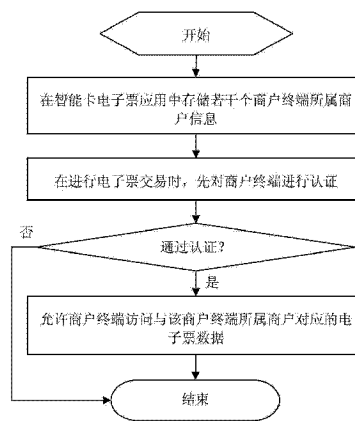 开始
在智能卡电子票应用中存储若干个商户终端所属商
户信息
在进行电子票交易时，先对商户终端进行认证
否
通过认证？
是
允许商户终端访问与该商户终端所属商户对应的电
子票数据
结束